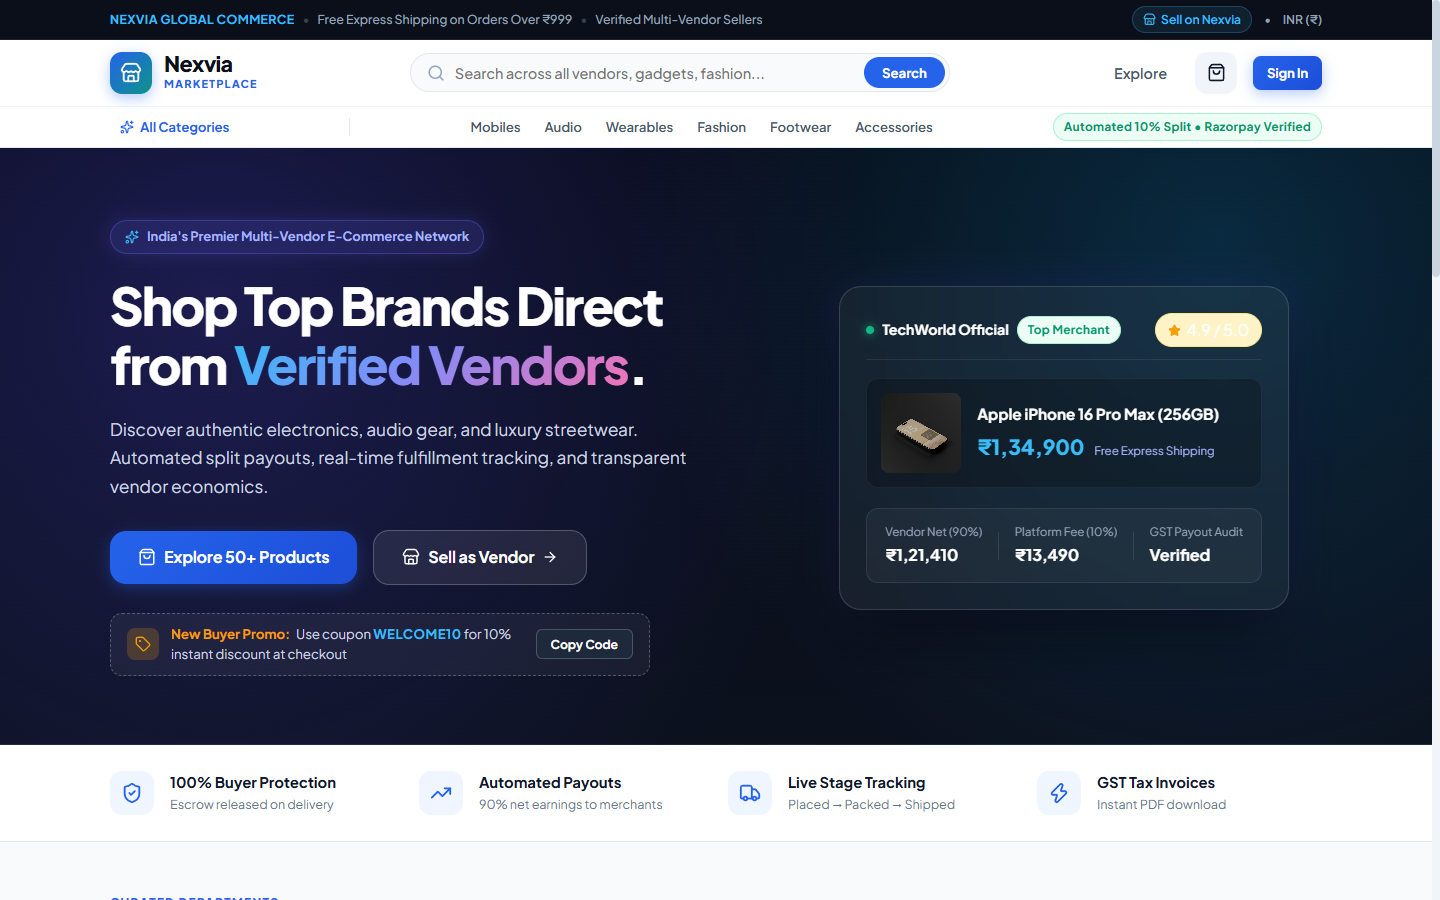 NEXVIA GLOBAL COMMERCE • Free Express Shipping on Orders Over ₹999 • Verified Multi-Vendor Sellers
Sell on Nexvia • INR (₹)
Nexvia
MARKETPLACE
Search across all vendors, gadgets, fashion...
Search
Explore
Sign In
All Categories
Mobiles Audio Wearables Fashion Footwear Accessories
Automated 10% Split • Razorpay Verified
India's Premier Multi-Vendor E-Commerce Network
Shop Top Brands Direct
from Verified Vendors.
Discover authentic electronics, audio gear, and luxury streetwear.
Automated split payouts, real-time fulfillment tracking, and transparent
vendor economics.
Explore 50+ Products
Sell as Vendor →
New Buyer Promo: Use coupon WELCOME10 for 10%
instant discount at checkout
Copy Code
TechWorld Official
Top Merchant
4.9 / 5.0
Apple iPhone 16 Pro Max (256GB)
₹1,34,900 Free Express Shipping
Vendor Net (90%)
₹1,21,410
Platform Fee (10%)
₹13,490
GST Payout Audit
Verified
100% Buyer Protection
Escrow released on delivery
Automated Payouts
90% net earnings to merchants
Live Stage Tracking
Placed → Packed → Shipped
GST Tax Invoices
Instant PDF download
CURATED DEPARTMENTS